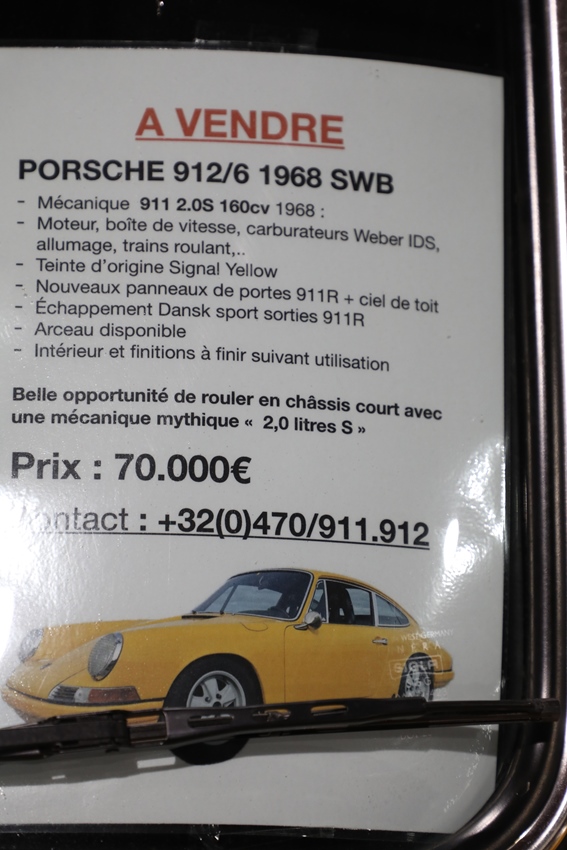 A VENDRE
PORSCHE 912/6 1968 SWB
- Mécanique 911 2.0S 160cv 1968 :
- Moteur, boîte de vitesse, carburateurs Weber IDS,
allumage, trains roulant,..
- Teinte d'origine Signal Yellow
- Nouveaux panneaux de portes 911R + ciel de toit
- Échappement Dansk sport sorties 911R
- Arceau disponible
- Intérieur et finitions à finir suivant utilisation
Belle opportunité de rouler en châssis court avec
une mécanique mythique « 2,0 litres S »
Prix : 70.000€
Contact : +32(0)470/911.912
WEST-GERMANY